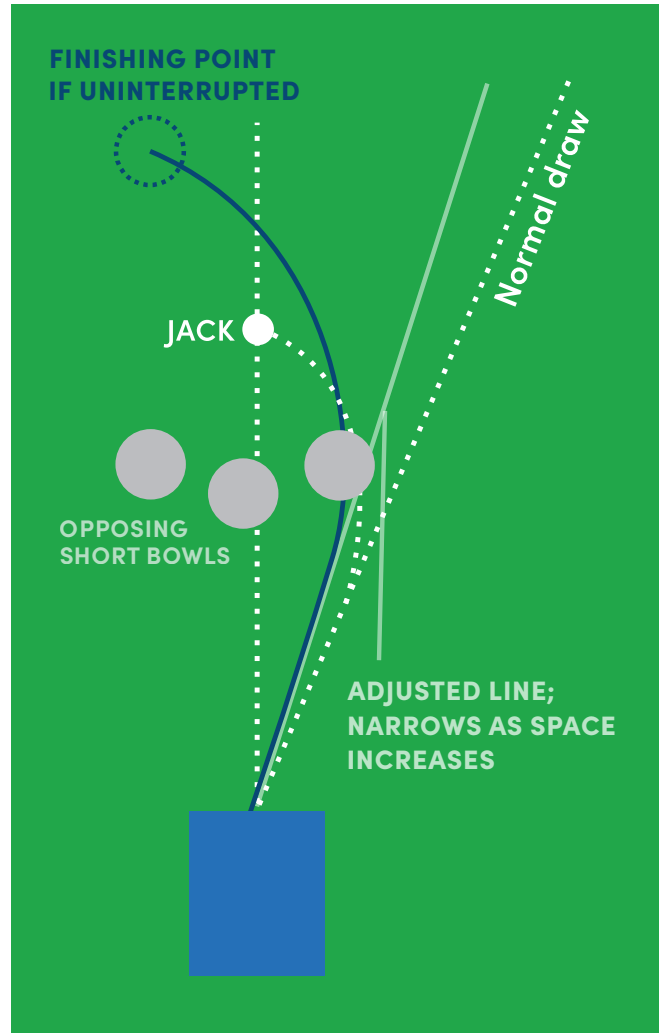 FINISHING POINT
IF UNINTERRUPTED
Normal draw
JACK
OPPOSING
SHORT BOWLS
ADJUSTED LINE;
NARROWS AS SPACE
INCREASES